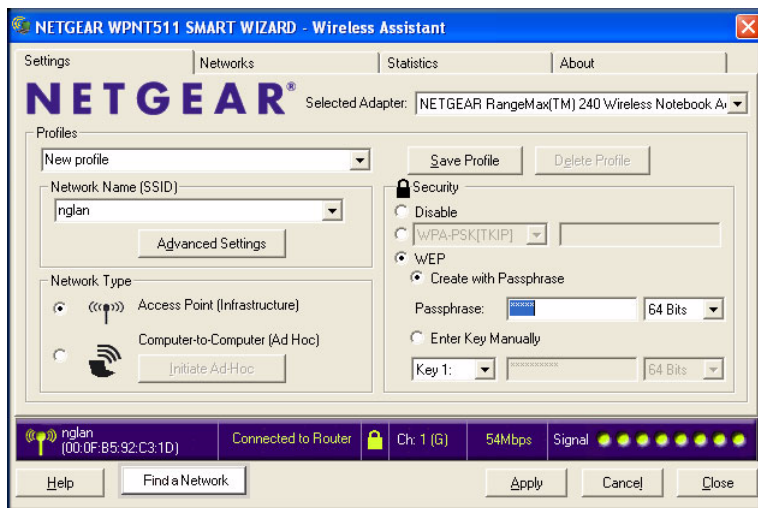 NETGEAR WPNT511 SMART WIZARD - Wireless Assistant
Settings Networks Statistics About
NETGEAR® Selected Adapter: NETGEAR RangeMax(TM) 240 Wireless Notebook A
Profiles
New profile Save Profile Delete Profile
Network Name (SSID)
nglan
Advanced Settings
Network Type
Access Point (Infrastructure)
Computer-to-Computer (Ad Hoc)
Initiate Ad-Hoc
Security
Disable
WPA-PSK[TKIP]
WEP
Create with Passphrase
Passphrase: ***** 64 Bits
Enter Key Manually
Key 1: ********** 64 Bits
nglan
(00:0F:B5:92:C3:1D) Connected to Router Ch: 1 (G) 54Mbps Signal
Help Find a Network Apply Cancel Close